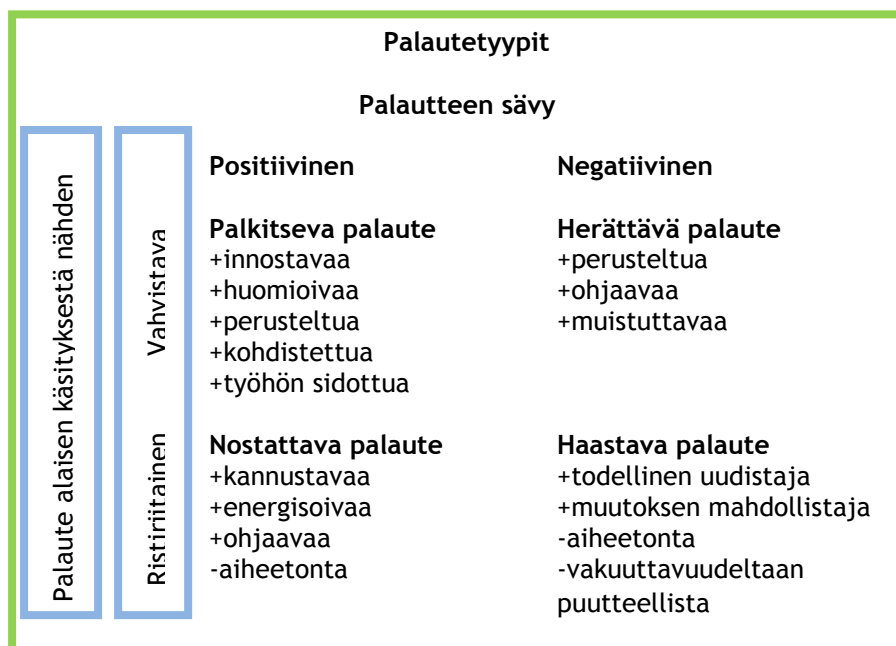 Palautetyypit
Palautteen sävy
Palaute alaisen käsityksestä nähden
Vahvistava
Ristiriitainen
Positiivinen
Negatiivinen
Palkitseva palaute
+innostavaa
+huomioivaa
+perusteltua
+kohdistettua
+työhön sidottua
Herättävä palaute
+perusteltua
+ohjaavaa
+muistuttavaa
Nostattava palaute
+kannustavaa
+energisoivaa
+ohjaavaa
-aiheetonta
Haastava palaute
+todellinen uudistaja
+muutoksen mahdollistaja
-aiheetonta
-vakuuttavuudeltaan
puutteellista